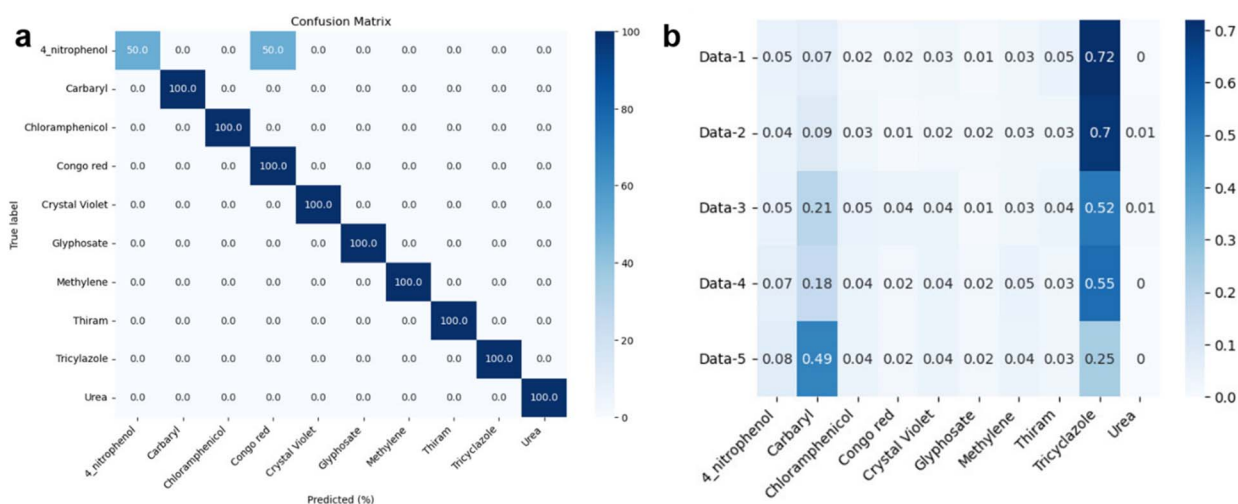 a
Confusion Matrix
True label
4_nitrophenol 50.0 0.0 0.0 50.0 0.0 0.0 0.0 0.0 0.0 0.0
Carbaryl 0.0 100.0 0.0 0.0 0.0 0.0 0.0 0.0 0.0 0.0
Chloramphenicol 0.0 0.0 100.0 0.0 0.0 0.0 0.0 0.0 0.0 0.0
Congo red 0.0 0.0 0.0 100.0 0.0 0.0 0.0 0.0 0.0 0.0
Crystal Violet 0.0 0.0 0.0 0.0 100.0 0.0 0.0 0.0 0.0 0.0
Glyphosate 0.0 0.0 0.0 0.0 0.0 100.0 0.0 0.0 0.0 0.0
Methylene 0.0 0.0 0.0 0.0 0.0 0.0 100.0 0.0 0.0 0.0
Thiram 0.0 0.0 0.0 0.0 0.0 0.0 0.0 100.0 0.0 0.0
Tricylazole 0.0 0.0 0.0 0.0 0.0 0.0 0.0 0.0 100.0 0.0
Urea 0.0 0.0 0.0 0.0 0.0 0.0 0.0 0.0 0.0 100.0
4_nitrophenol Carbaryl Chloramphenicol Congo red Crystal Violet Glyphosate Methylene Thiram Tricyclazole Urea
Predicted (%)
100
80
60
40
20
0
b
Data-1 0.05 0.07 0.02 0.02 0.03 0.01 0.03 0.05 0.72 0
Data-2 0.04 0.09 0.03 0.01 0.02 0.02 0.03 0.03 0.7 0.01
Data-3 0.05 0.21 0.05 0.04 0.04 0.01 0.03 0.04 0.52 0.01
Data-4 0.07 0.18 0.04 0.02 0.04 0.02 0.05 0.03 0.55 0
Data-5 0.08 0.49 0.04 0.02 0.04 0.02 0.04 0.03 0.25 0
4_nitrophenol Carbaryl Chloramphenicol Congo red Crystal Violet Glyphosate Methylene Thiram Tricyclazole Urea
0.7
0.6
0.5
0.4
0.3
0.2
0.1
0.0